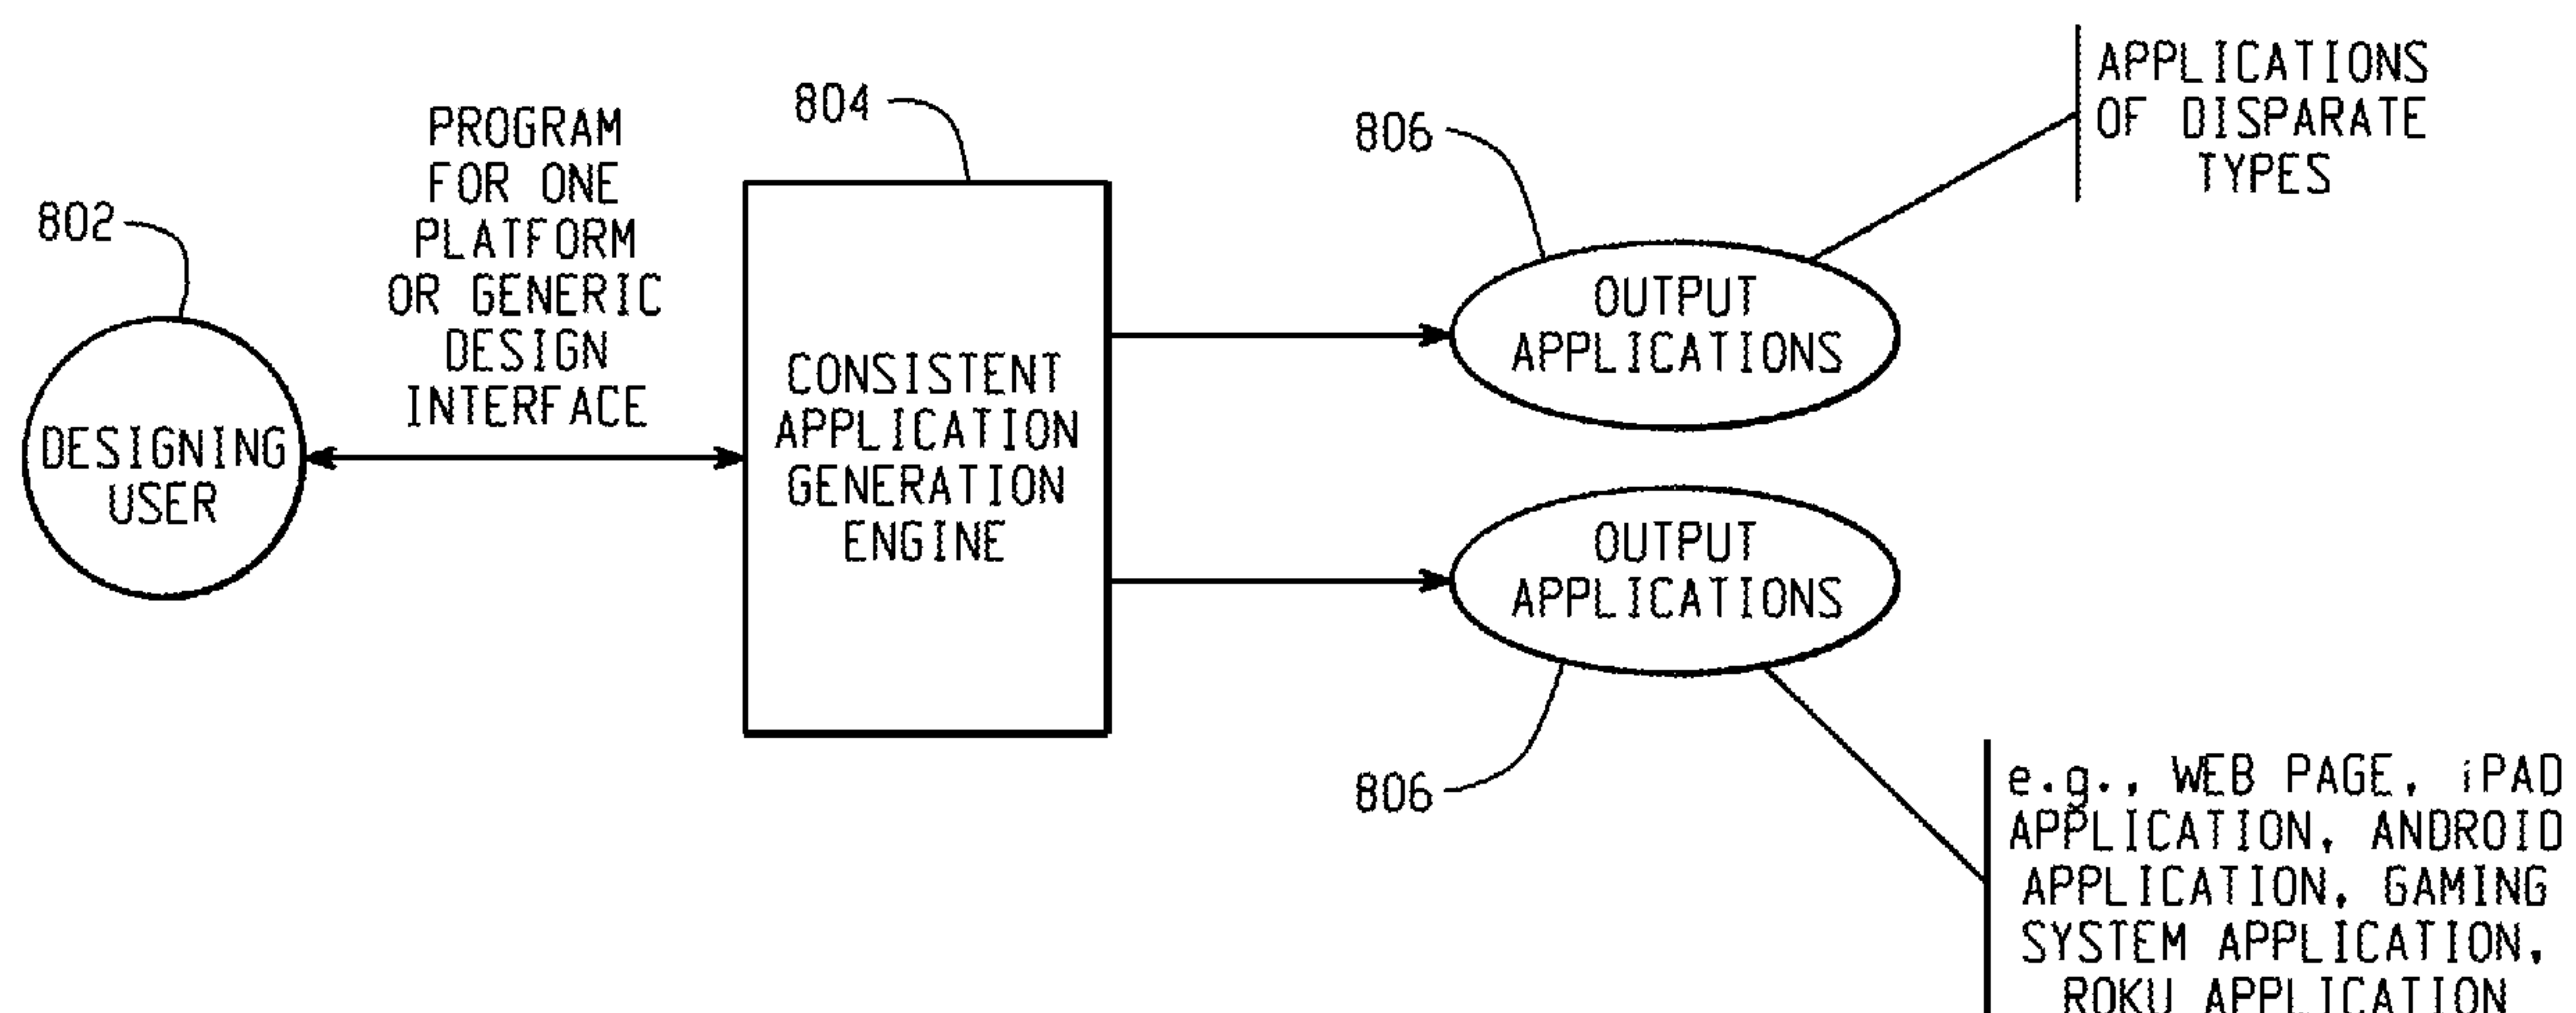 802
PROGRAM
FOR ONE
PLATFORM
OR GENERIC
DESIGN
INTERFACE
804
806
APPLICATIONS
OF DISPARATE
TYPES
DESIGNING
USER
CONSISTENT
APPLICATION
GENERATION
ENGINE
OUTPUT
APPLICATIONS
OUTPUT
APPLICATIONS
806
e.g., WEB PAGE, iPAD
APPLICATION, ANDROID
APPLICATION, GAMING
SYSTEM APPLICATION,
ROKU APPLICATION